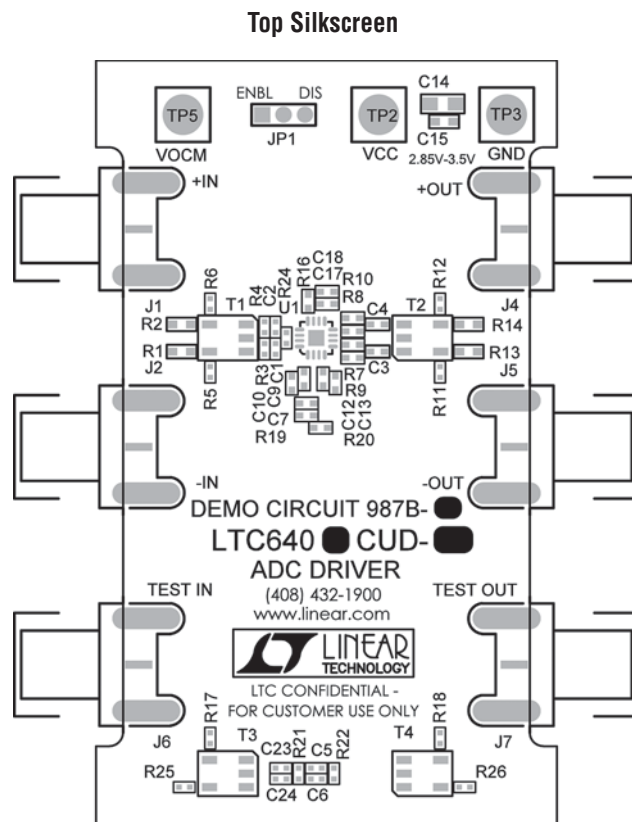 Top Silkscreen
ENBL DIS
C14
TP5
TP2
TP3
JP1
C15
VOCM
VCC
2.85V-3.5V
GND
+IN
+OUT
C18
R16
C17
R10
R24
R8
R6
R4
C2
T1
U1
C4
T2
R12
J1
J4
R2
R14
R1
R13
J2
J5
R5
R3
C1
C3
R11
R7
R9
C10
C9
C7
C12
C13
R19
R20
-IN
-OUT
DEMO CIRCUIT 987B-
LTC640 CUD-
ADC DRIVER
TEST IN
TEST OUT
(408) 432-1900
www.linear.com
LT LINEAR
TECHNOLOGY
LTC CONFIDENTIAL -
FOR CUSTOMER USE ONLY
R17
R18
J6
T3
T4
J7
C23
R21
C5
R22
R25
R26
C24
C6